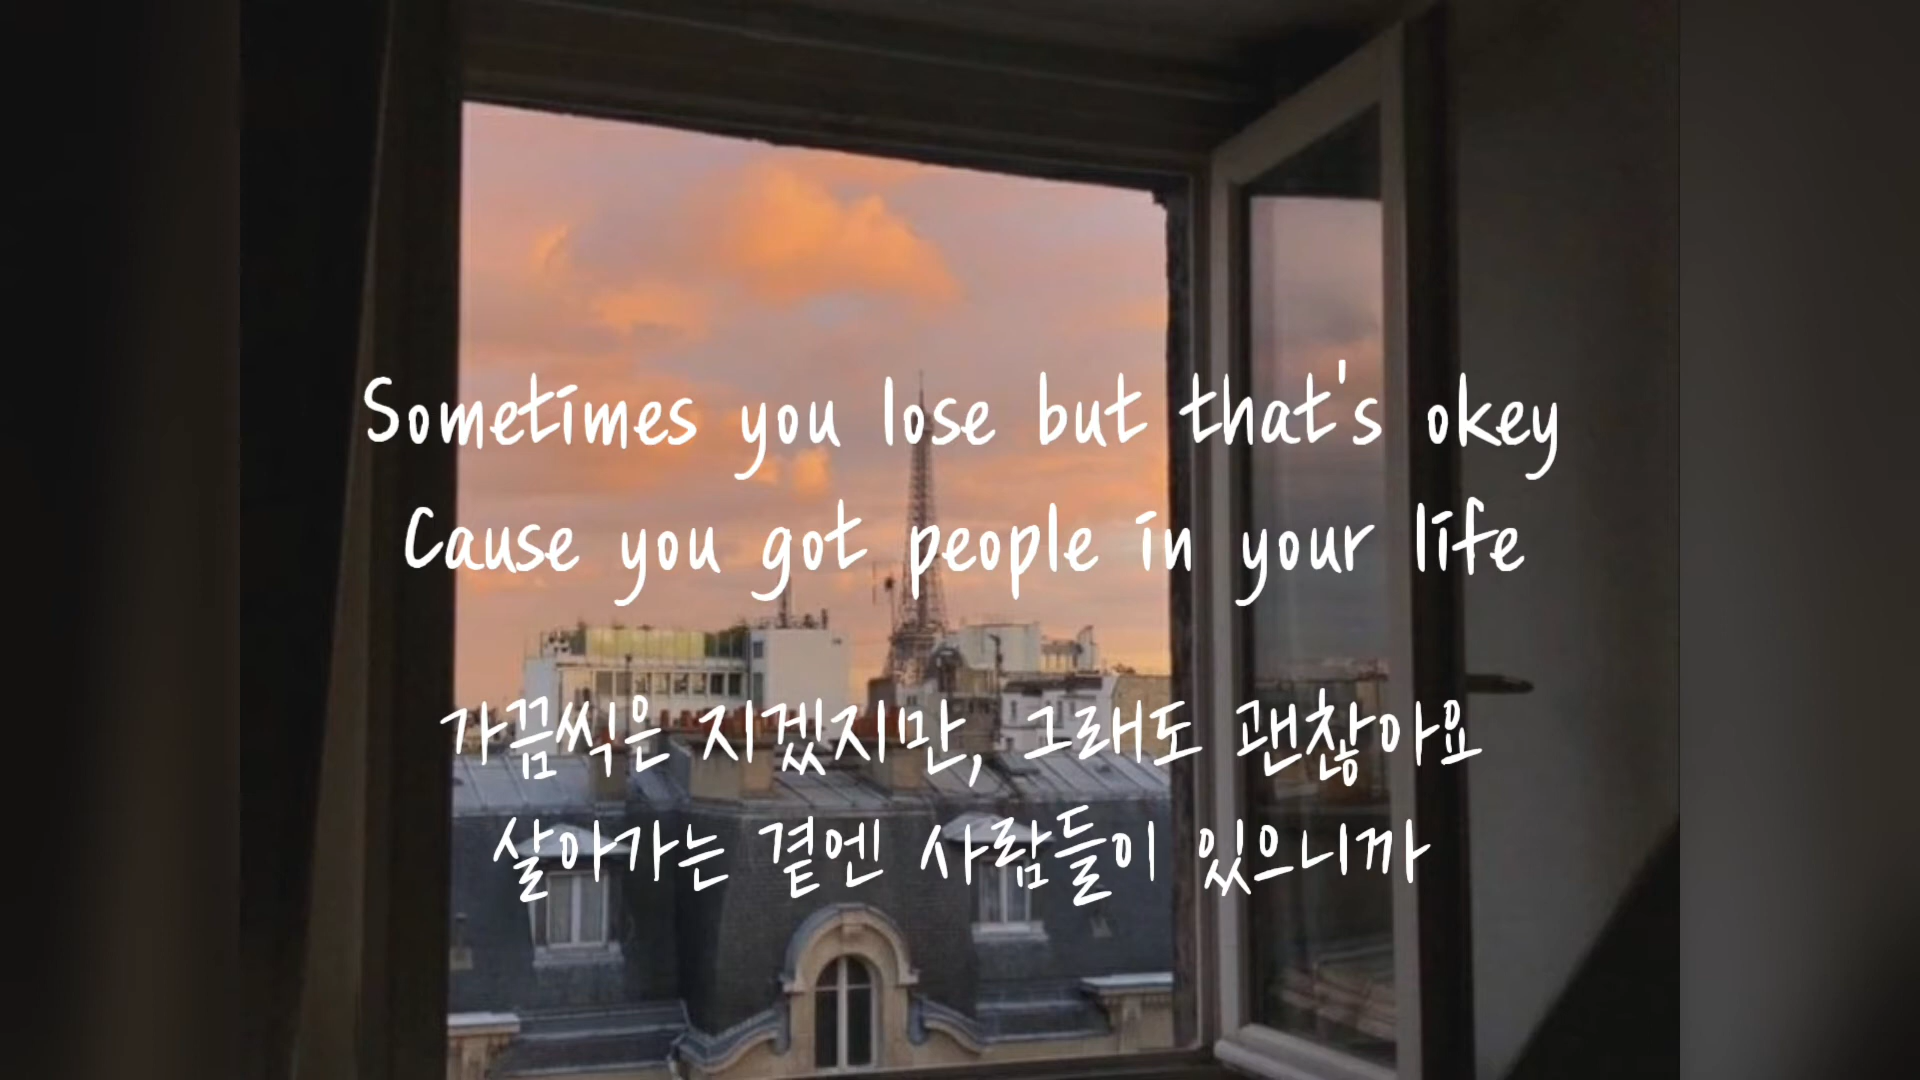 Sometimes you lose but that's okey
Cause you got people in your life
가끔씩은 지겠지만, 그래도 괜찮아요
살아가는 곁엔 사람들이 있으니까